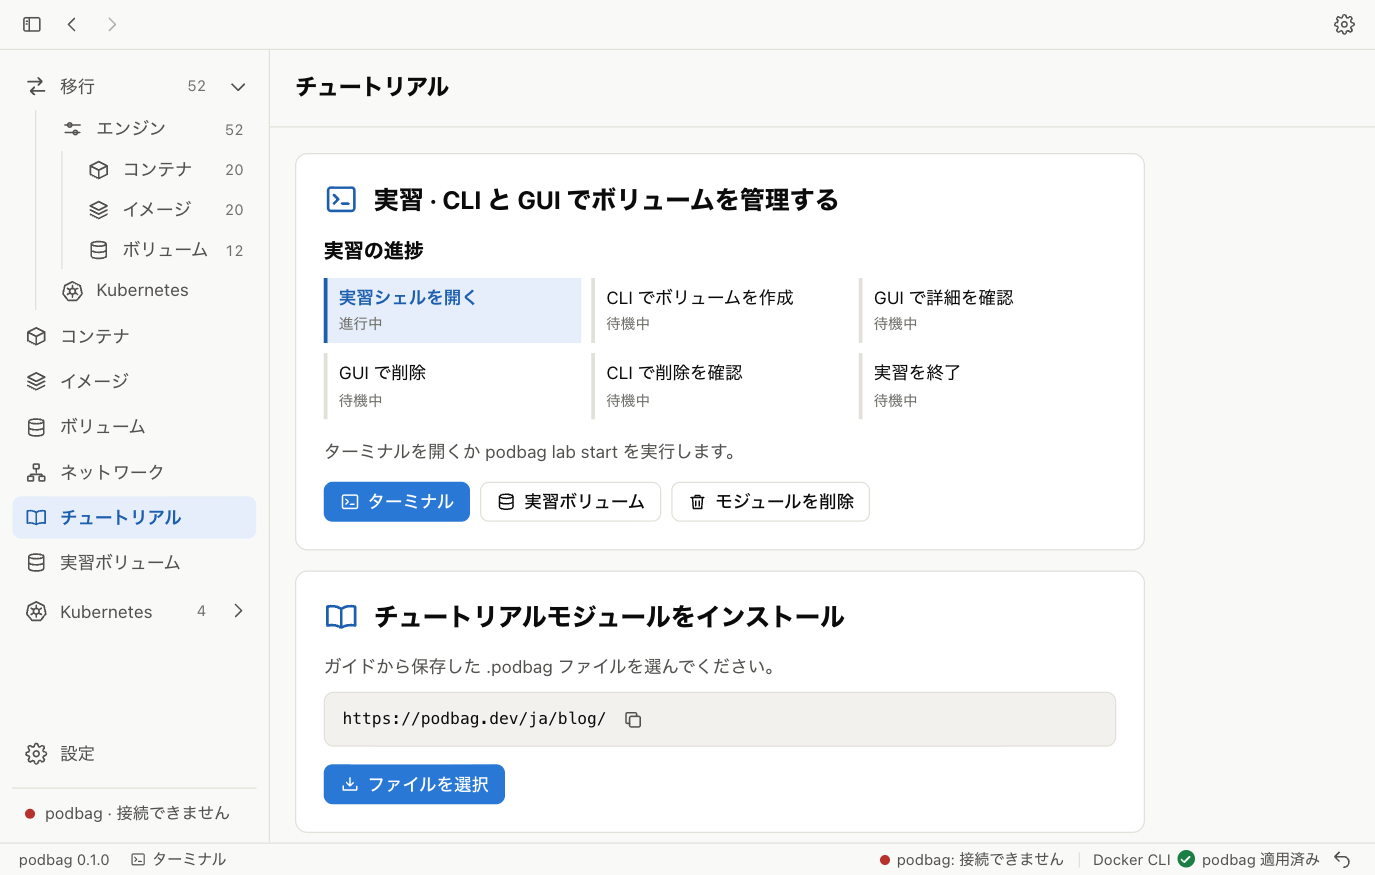 移行 52
エンジン 52
コンテナ 20
イメージ 20
ボリューム 12
Kubernetes
コンテナ
イメージ
ボリューム
ネットワーク
チュートリアル
実習ボリューム
Kubernetes 4
設定
podbag · 接続できません
チュートリアル
実習 · CLI と GUI でボリュームを管理する
実習の進捗
実習シェルを開く
進行中
CLI でボリュームを作成
待機中
GUI で詳細を確認
待機中
GUI で削除
待機中
CLI で削除を確認
待機中
実習を終了
待機中
ターミナルを開くか podbag lab start を実行します。
ターミナル
実習ボリューム
モジュールを削除
チュートリアルモジュールをインストール
ガイドから保存した .podbag ファイルを選んでください。
https://podbag.dev/ja/blog/
ファイルを選択
podbag 0.1.0
ターミナル
podbag: 接続できません
Docker CLI
podbag 適用済み